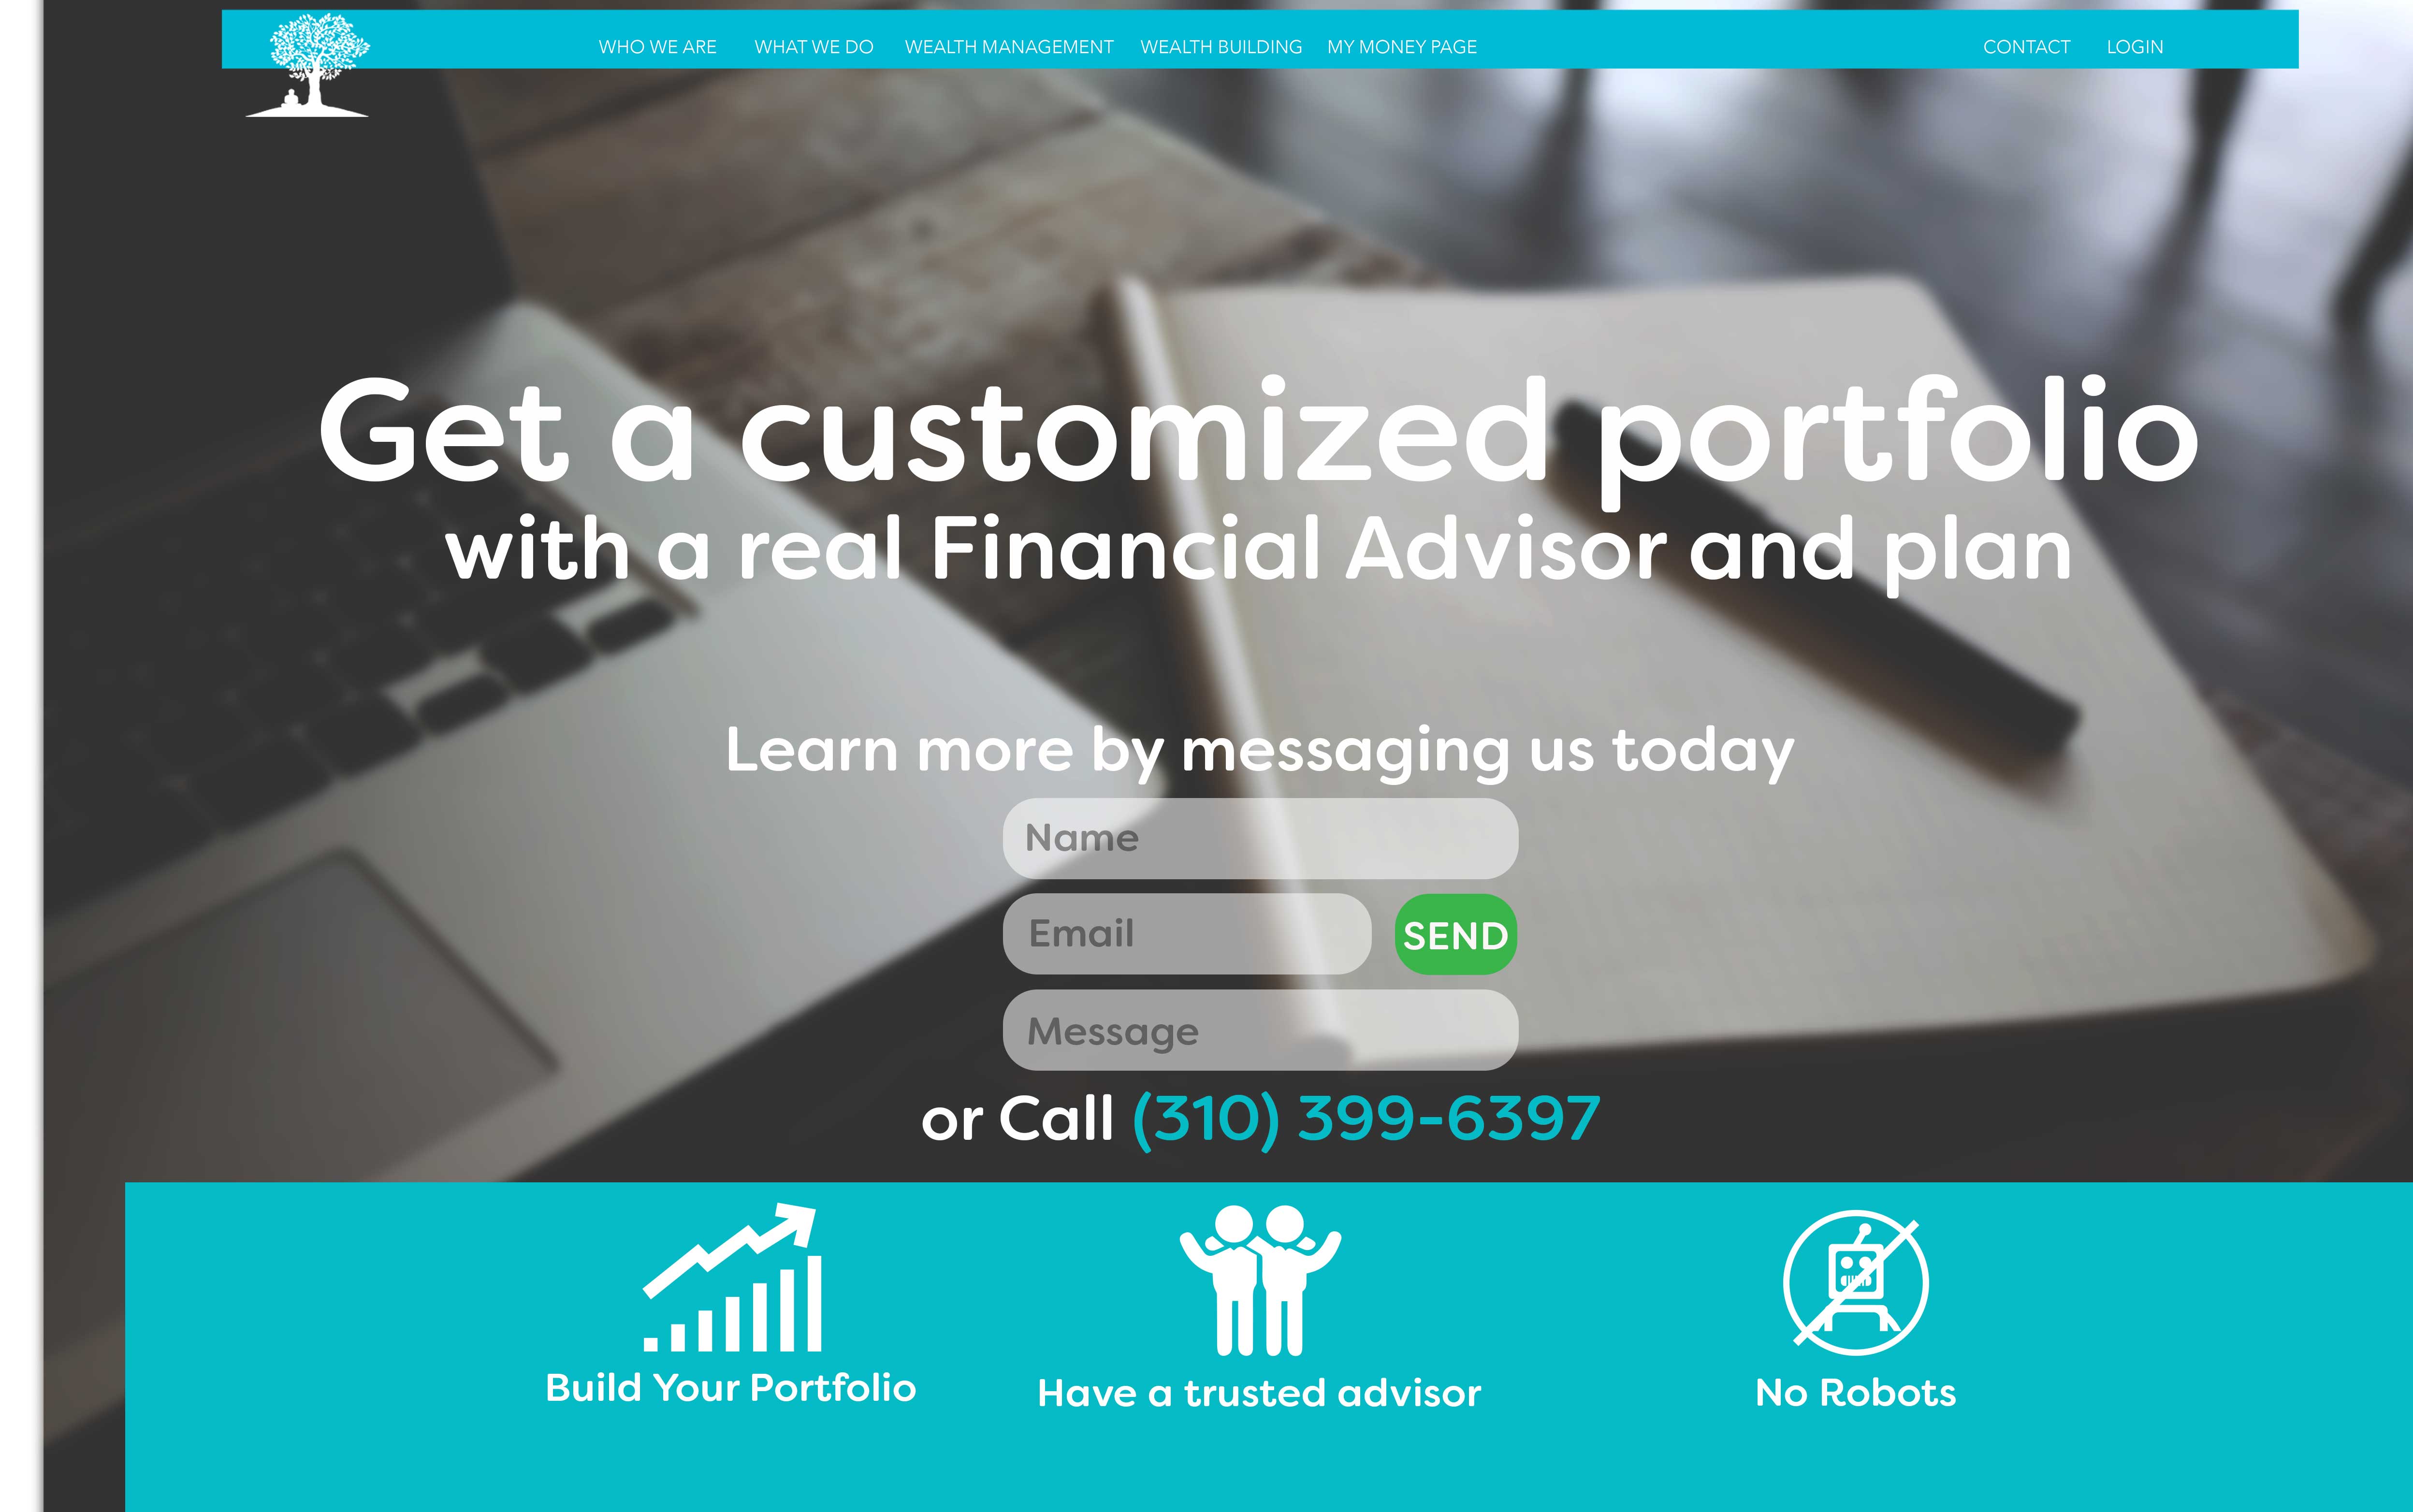 WHO WE ARE WHAT WE DO WEALTH MANAGEMENT WEALTH BUILDING MY MONEY PAGE CONTACT LOGIN
Get a customized portfolio
with a real Financial Advisor and plan
Learn more by messaging us today
Name
Email SEND
Message
or Call (310) 399-6397
Build Your Portfolio Have a trusted advisor No Robots